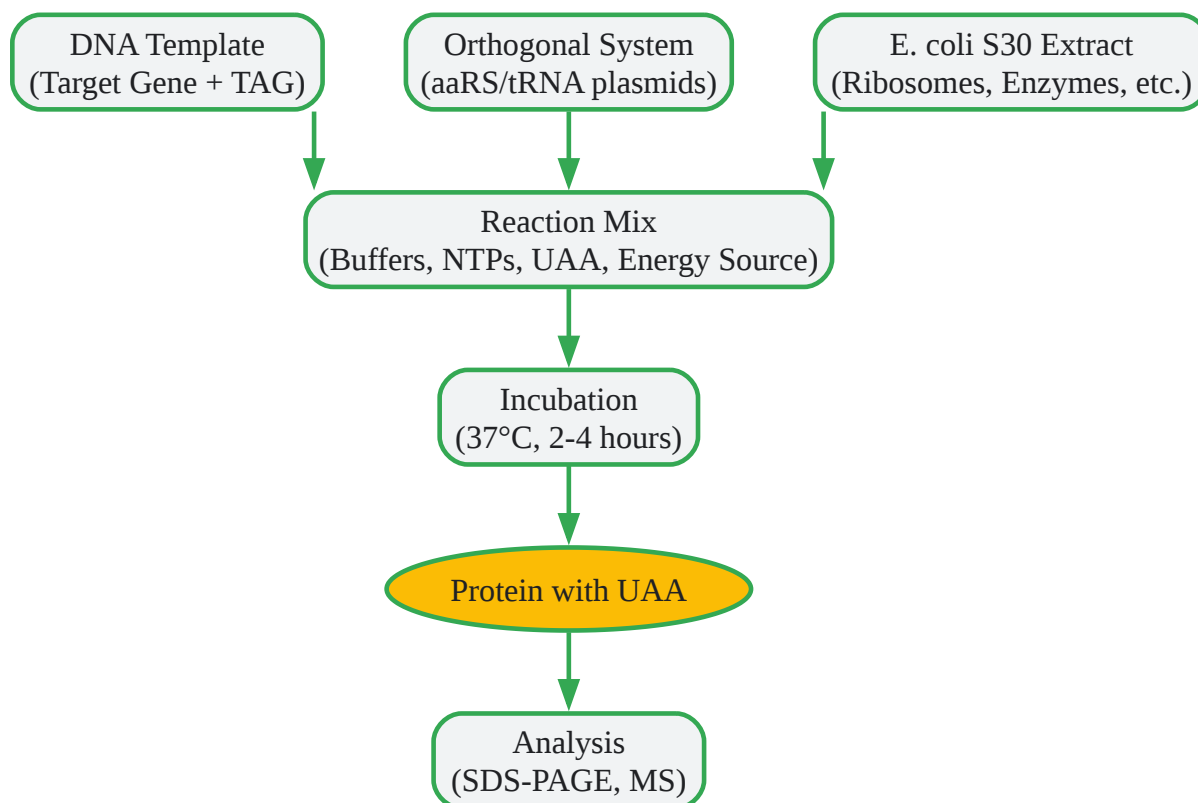 DNA Template
(Target Gene + TAG)
Orthogonal System
(aaRS/tRNA plasmids)
E. coli S30 Extract
(Ribosomes, Enzymes, etc.)
Reaction Mix
(Buffers, NTPs, UAA, Energy Source)
Incubation
(37°C, 2-4 hours)
Protein with UAA
Analysis
(SDS-PAGE, MS)